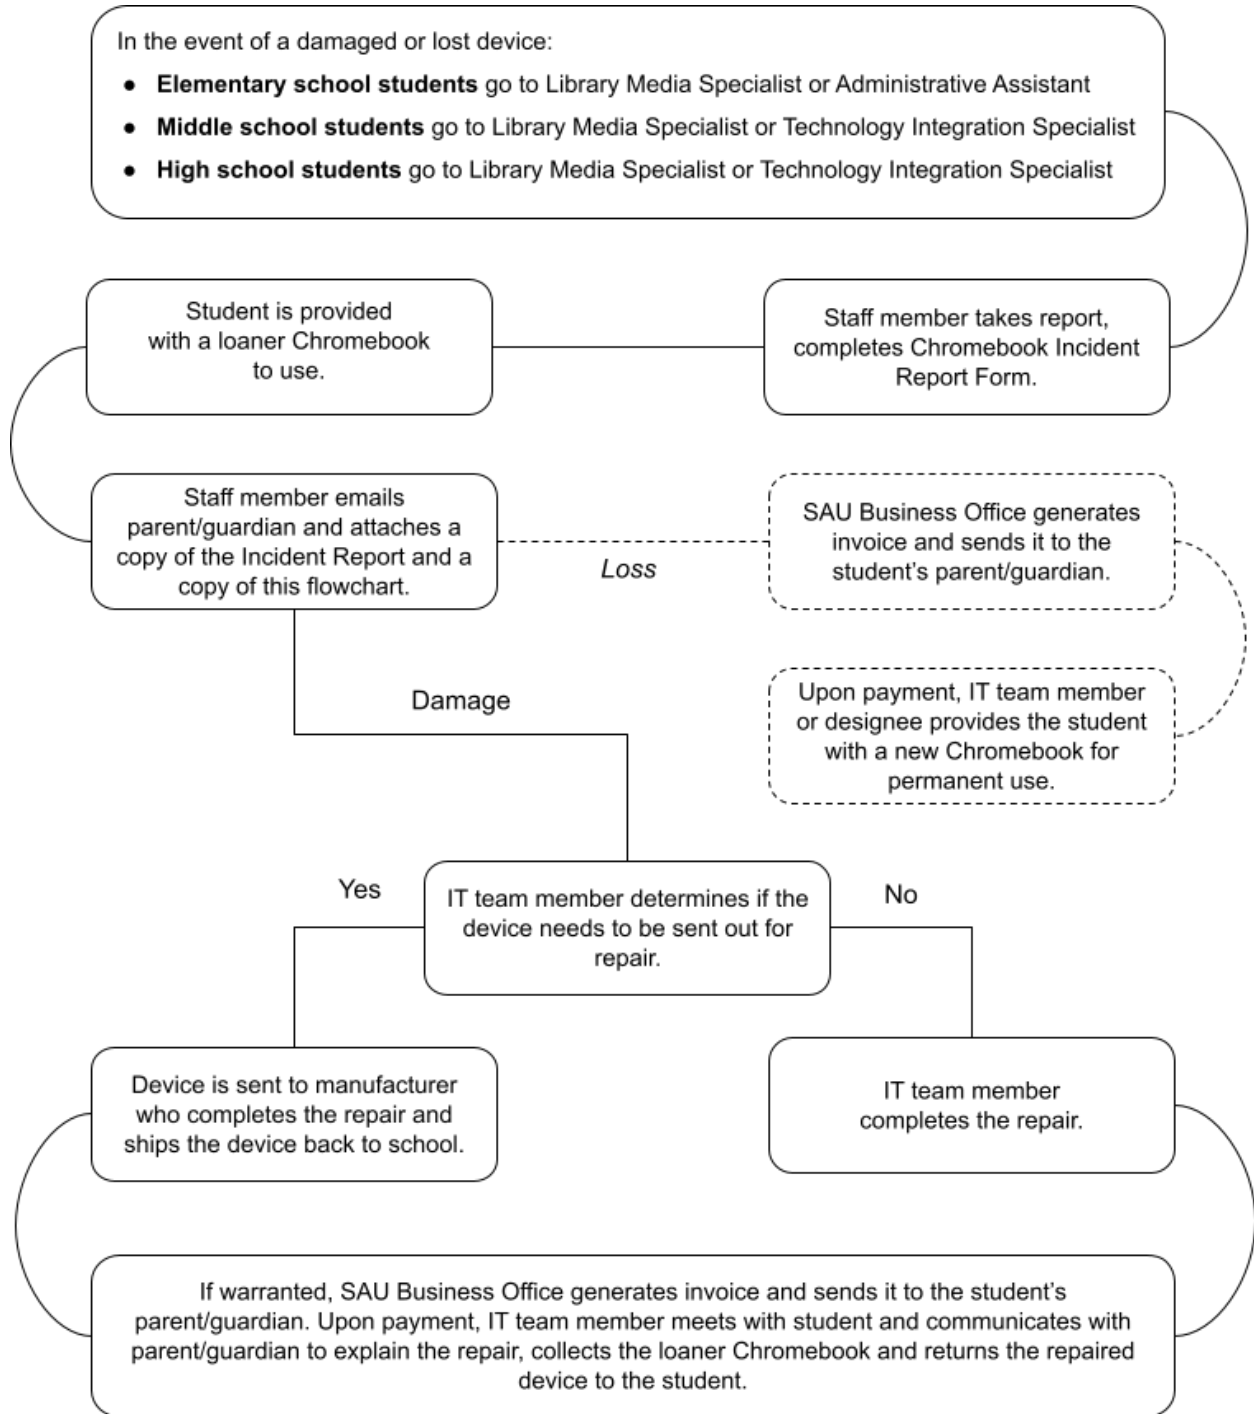 In the event of a damaged or lost device:
● Elementary school students go to Library Media Specialist or Administrative Assistant
● Middle school students go to Library Media Specialist or Technology Integration Specialist
● High school students go to Library Media Specialist or Technology Integration Specialist
Staff member takes report,
completes Chromebook Incident
Report Form.
Student is provided
with a loaner Chromebook
to use.
Staff member emails
parent/guardian and attaches a
copy of the Incident Report and a
copy of this flowchart.
Loss
SAU Business Office generates
invoice and sends it to the
student’s parent/guardian.
Upon payment, IT team member
or designee provides the student
with a new Chromebook for
permanent use.
Damage
IT team member determines if the
device needs to be sent out for
repair.
Yes
Device is sent to manufacturer
who completes the repair and
ships the device back to school.
No
IT team member
completes the repair.
If warranted, SAU Business Office generates invoice and sends it to the student’s
parent/guardian. Upon payment, IT team member meets with student and communicates with
parent/guardian to explain the repair, collects the loaner Chromebook and returns the repaired
device to the student.